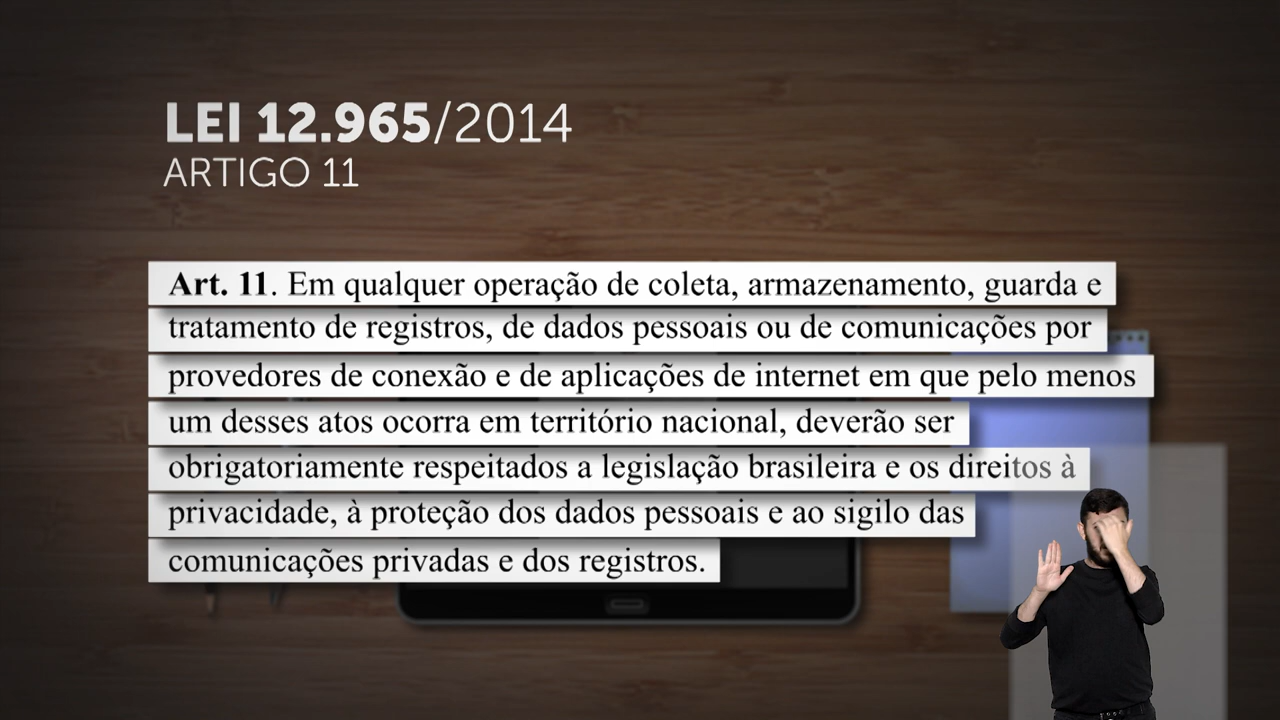 LEI 12.965/2014
ARTIGO 11
Art. 11. Em qualquer operação de coleta, armazenamento, guarda e
tratamento de registros, de dados pessoais ou de comunicações por
provedores de conexão e de aplicações de internet em que pelo menos
um desses atos ocorra em território nacional, deverão ser
obrigatoriamente respeitados a legislação brasileira e os direitos à
privacidade, à proteção dos dados pessoais e ao sigilo das
comunicações privadas e dos registros.